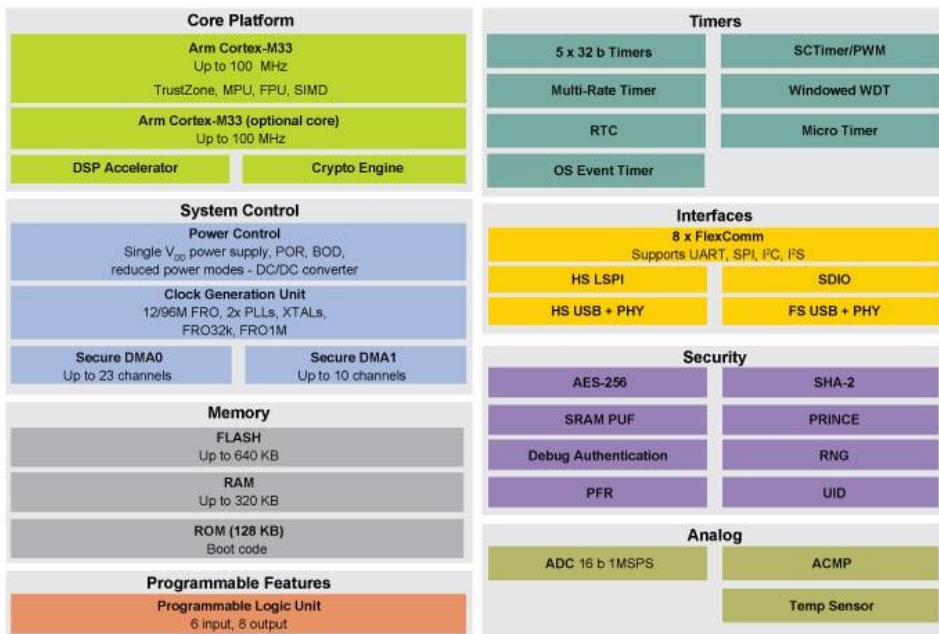 Core Platform
Arm Cortex-M33
Up to 100 MHz
TrustZone, MPU, FPU, SIMD
Arm Cortex-M33 (optional core)
Up to 100 MHz
DSP Accelerator
Crypto Engine
System Control
Power Control
Single VDD power supply, POR, BOD,
reduced power modes - DC/DC converter
Clock Generation Unit
12/96M FRO, 2x PLLs, XTALs,
FRO32k, FRO1M
Secure DMA0
Up to 23 channels
Secure DMA1
Up to 10 channels
Memory
FLASH
Up to 640 KB
RAM
Up to 320 KB
ROM (128 KB)
Boot code
Programmable Features
Programmable Logic Unit
6 input, 8 output
Timers
5 x 32 b Timers
SCTimer/PWM
Multi-Rate Timer
Windowed WDT
RTC
Micro Timer
OS Event Timer
Interfaces
8 x FlexComm
Supports UART, SPI, I²C, I²S
HS LSPI
SDIO
HS USB + PHY
FS USB + PHY
Security
AES-256
SHA-2
SRAM PUF
PRINCE
Debug Authentication
RNG
PFR
UID
Analog
ADC 16 b 1MSPS
ACMP
Temp Sensor